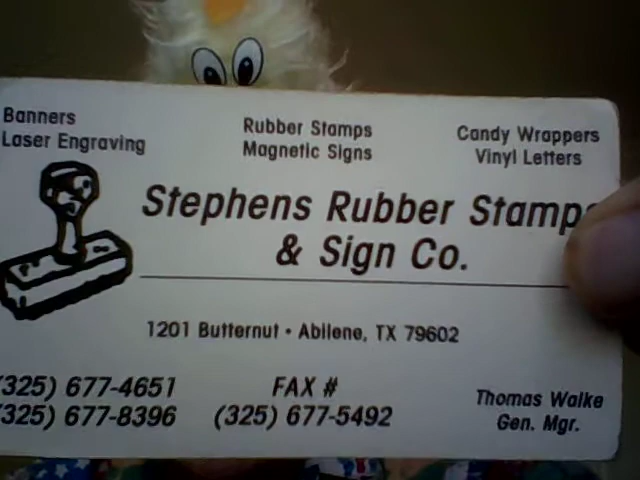 Banners
Laser Engraving
Rubber Stamps
Magnetic Signs
Candy Wrappers
Vinyl Letters
Stephens Rubber Stamps
& Sign Co.
1201 Butternut • Abilene, TX 79602
(325) 677-4651
(325) 677-8396
FAX #
(325) 677-5492
Thomas Walke
Gen. Mgr.